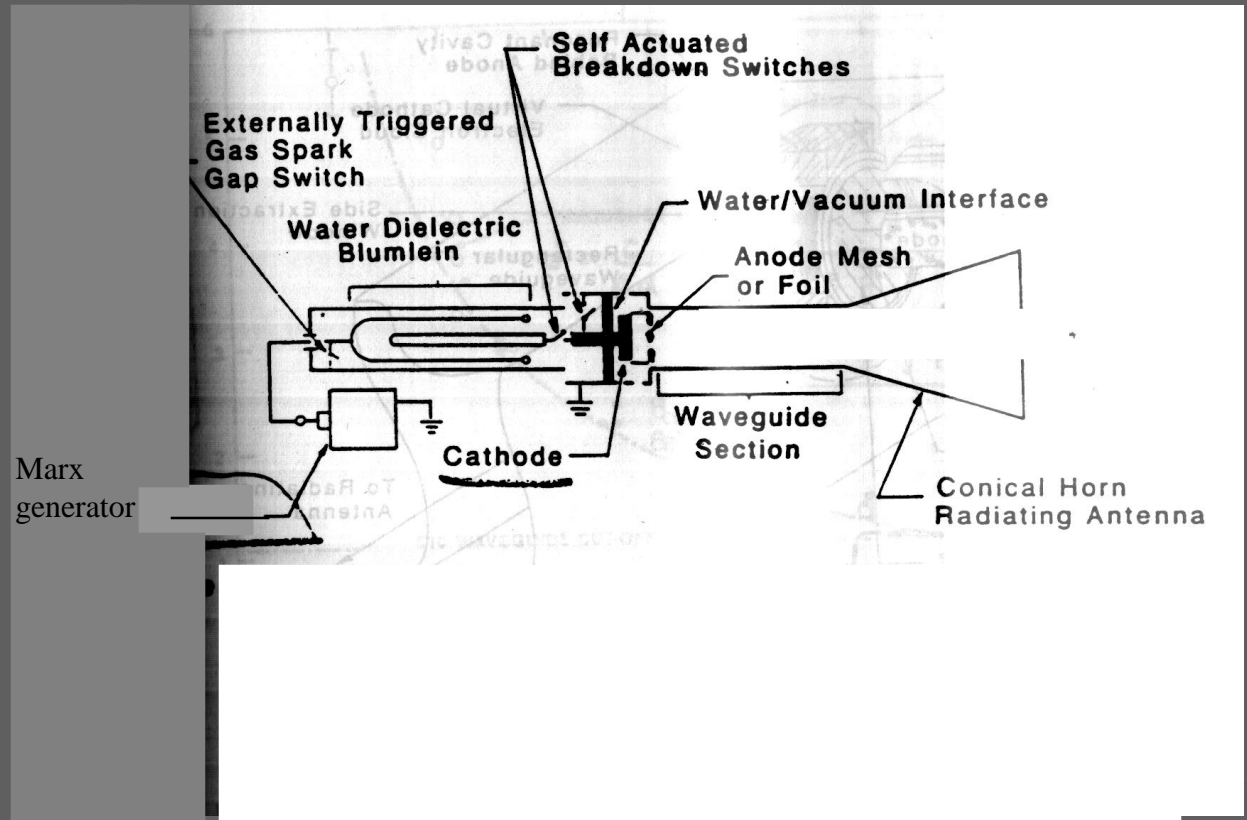 Self Actuated
Breakdown Switches
Externally Triggered
Gas Spark
Gap Switch
Water/Vacuum Interface
Water Dielectric
Blumlein
Anode Mesh
or Foil
Waveguide
Section
Cathode
Marx
generator
Conical Horn
Radiating Antenna